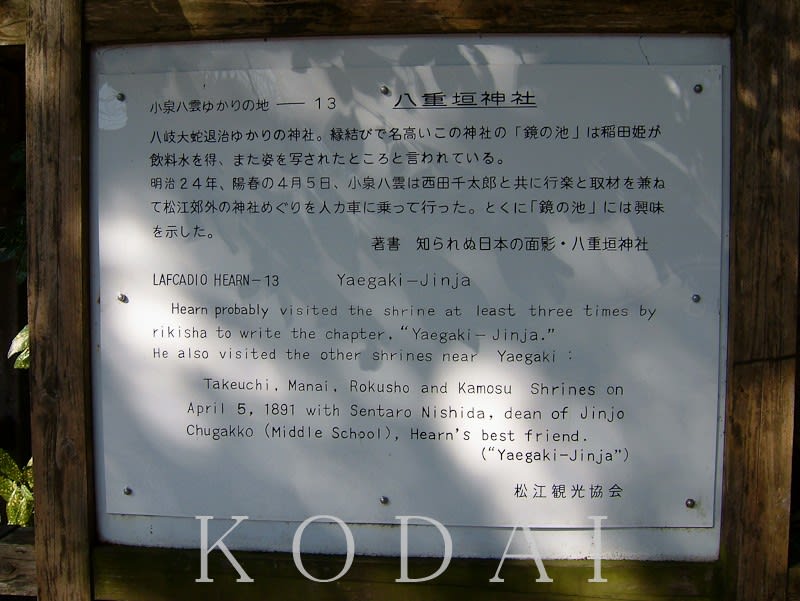 小泉八雲ゆかりの地 ── 13 八重垣神社
八岐大蛇退治ゆかりの神社。縁結びで名高いこの神社の「鏡の池」は稲田姫が
飲料水を得、また姿を写されたところと言われている。
明治24年、陽春の4月5日、小泉八雲は西田千太郎と共に行楽と取材を兼ね
て松江郊外の神社めぐりを人力車に乗って行った。とくに「鏡の池」には興味
を示した。
著書 知られぬ日本の面影・八重垣神社
LAFCADIO HEARN-13 Yaegaki-Jinja
Hearn probably visited the shrine at least three times by
rikisha to write the chapter, "Yaegaki-Jinja."
He also visited the other shrines near Yaegaki :
Takeuchi, Manai, Rokusho and Kamosu Shrines on
April 5, 1891 with Sentaro Nishida, dean of Jinjo
Chugakko (Middle School), Hearn's best friend.
("Yaegaki-Jinja")
松江観光協会
KODAI